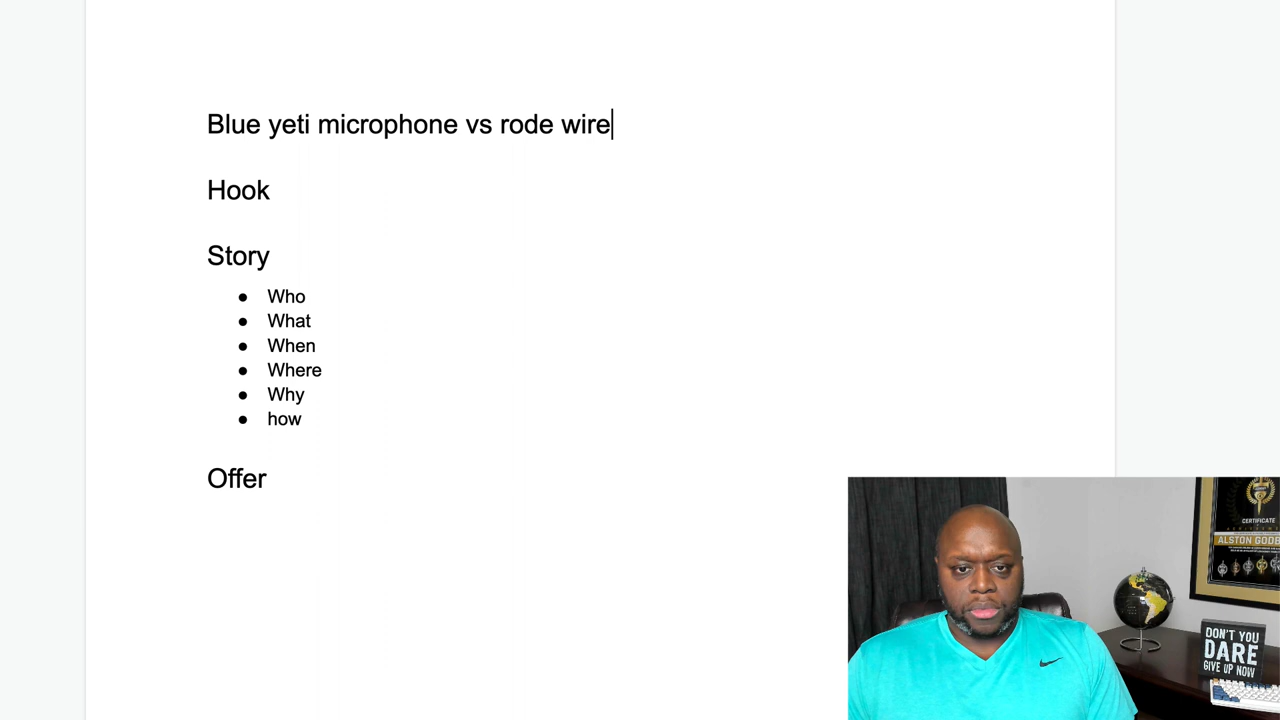 Blue yeti microphone vs rode wire
Hook
Story
● Who
● What
● When
● Where
● Why
● how
Offer
CERTIFICATE
ALSTON GODB
DON'T YOU
DARE
GIVE UP NOW